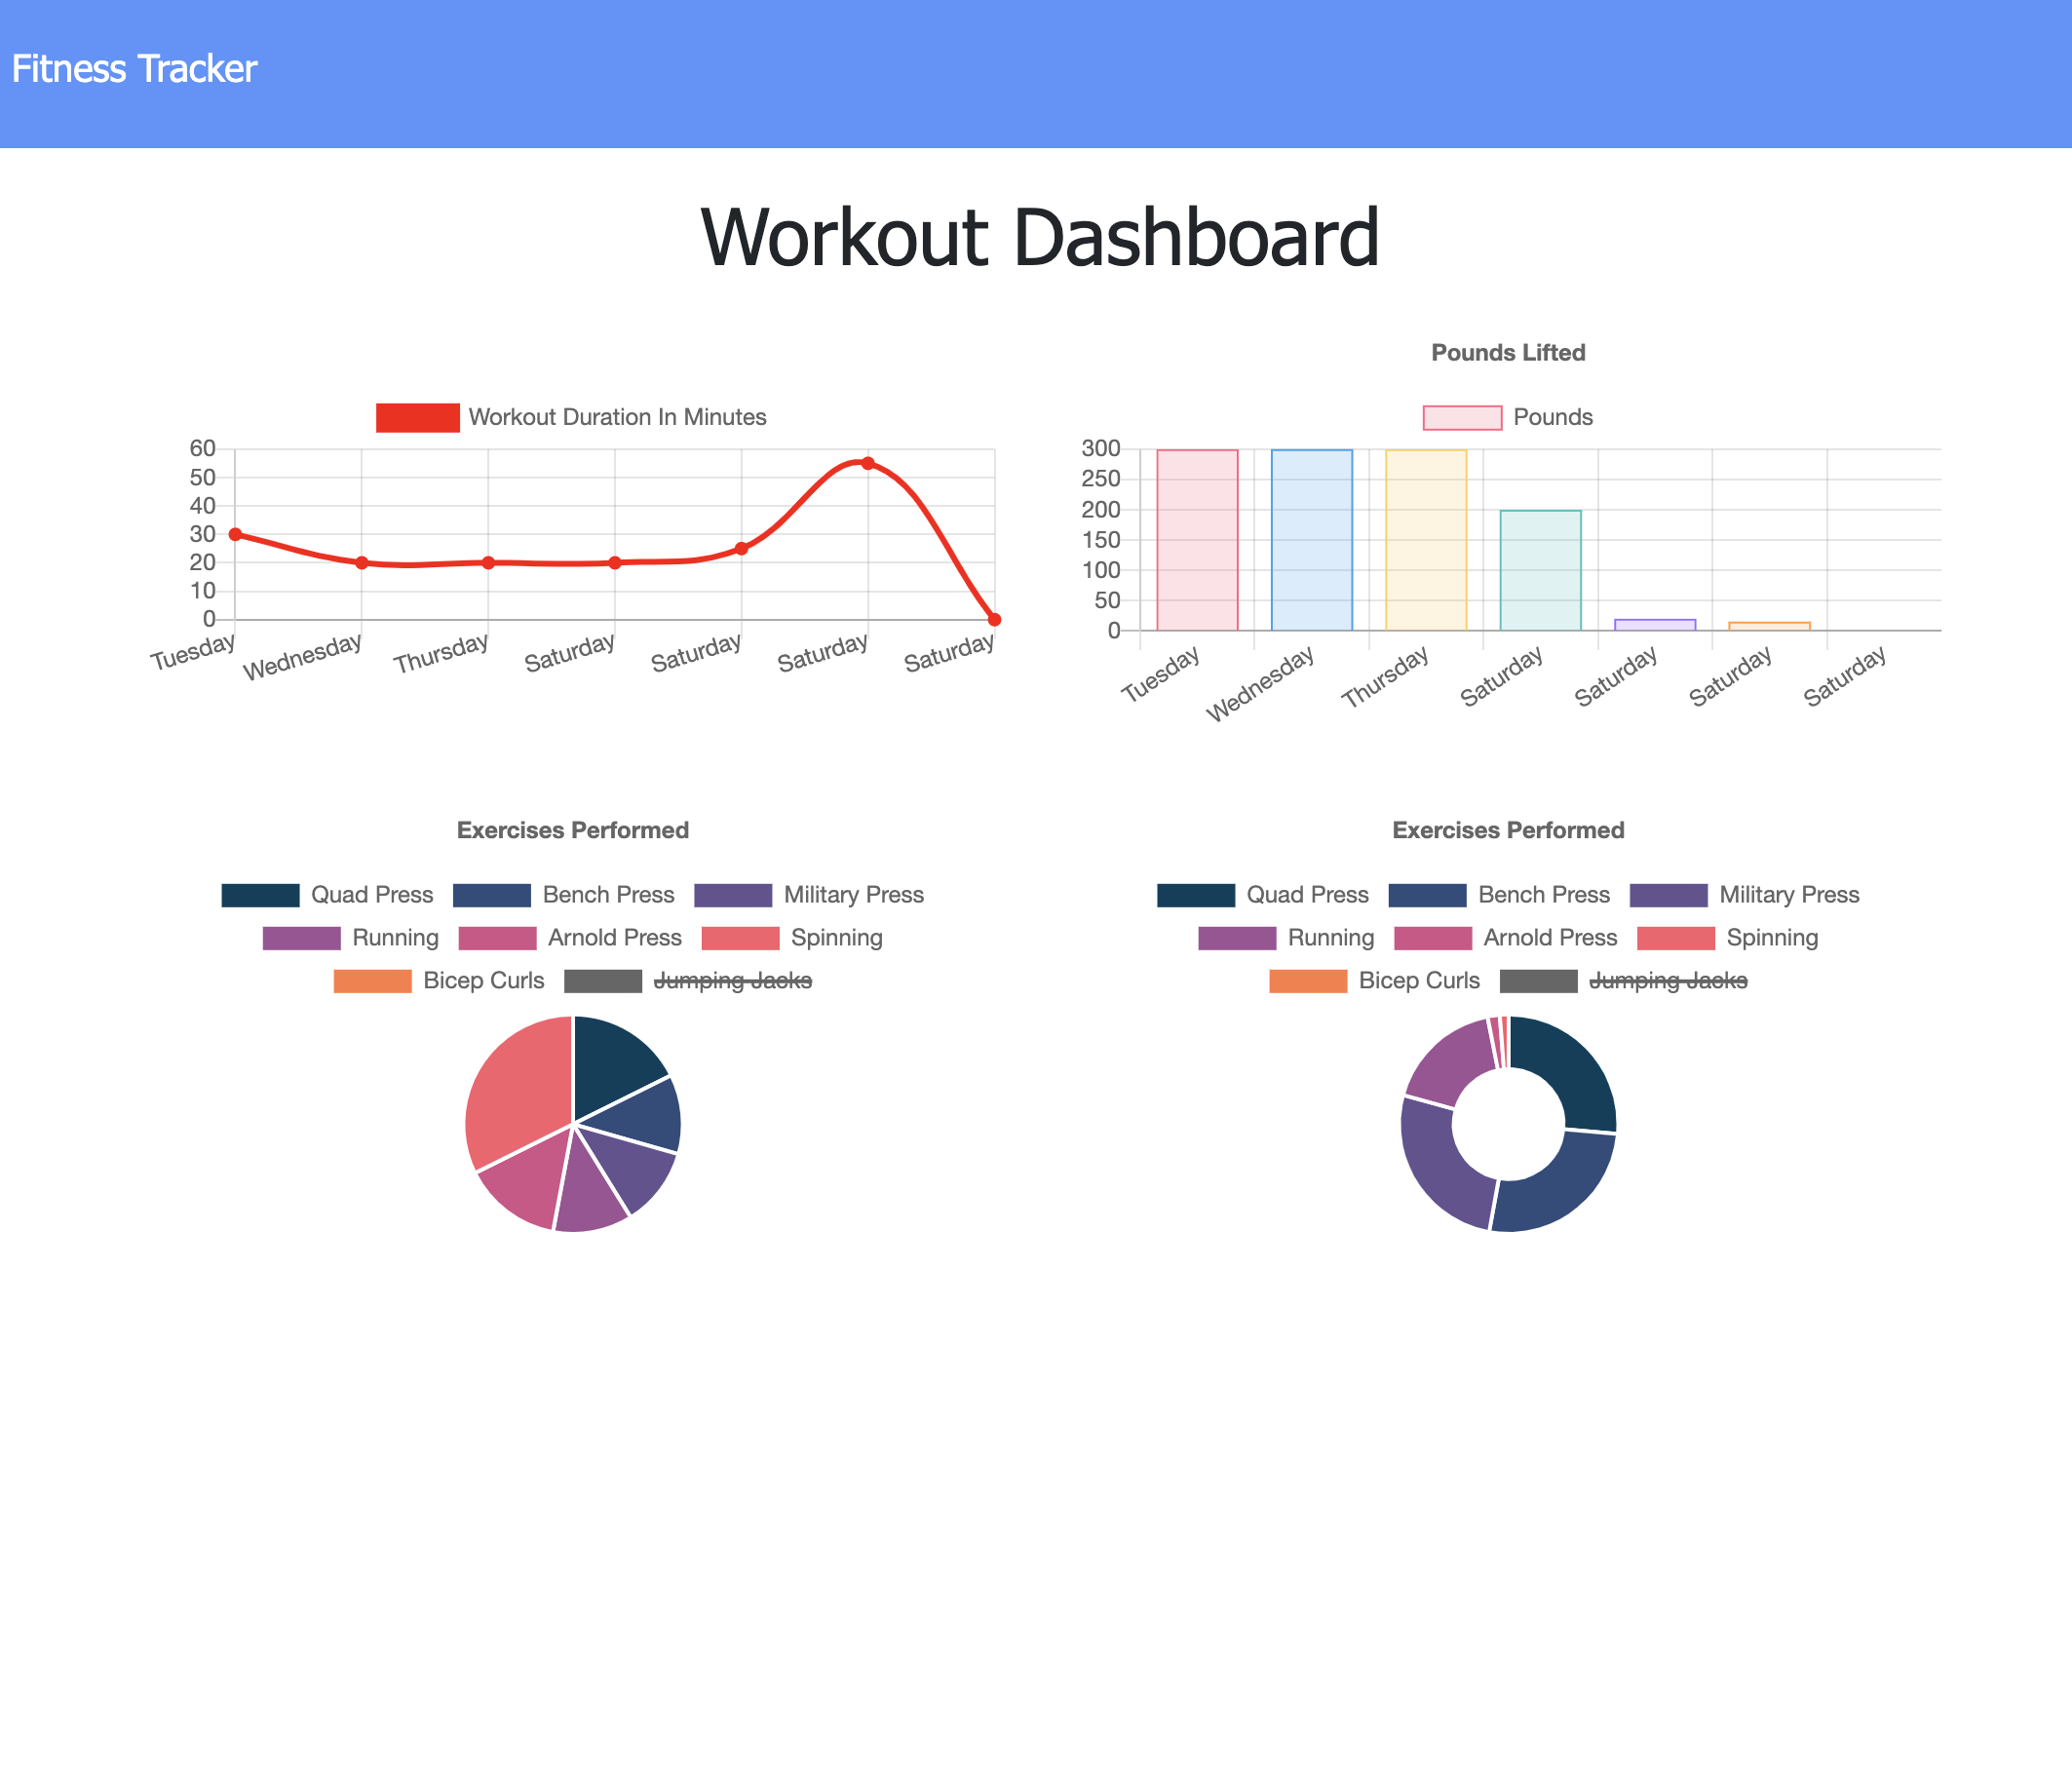 Fitness Tracker
Workout Dashboard
Workout Duration In Minutes
60
50
40
30
20
10
0
Tuesday Wednesday Thursday Saturday Saturday Saturday Saturday
Pounds Lifted
Pounds
300
250
200
150
100
50
0
Tuesday Wednesday Thursday Saturday Saturday Saturday Saturday
Exercises Performed
Quad Press Bench Press Military Press
Running Arnold Press Spinning
Bicep Curls Jumping Jacks
Exercises Performed
Quad Press Bench Press Military Press
Running Arnold Press Spinning
Bicep Curls Jumping Jacks